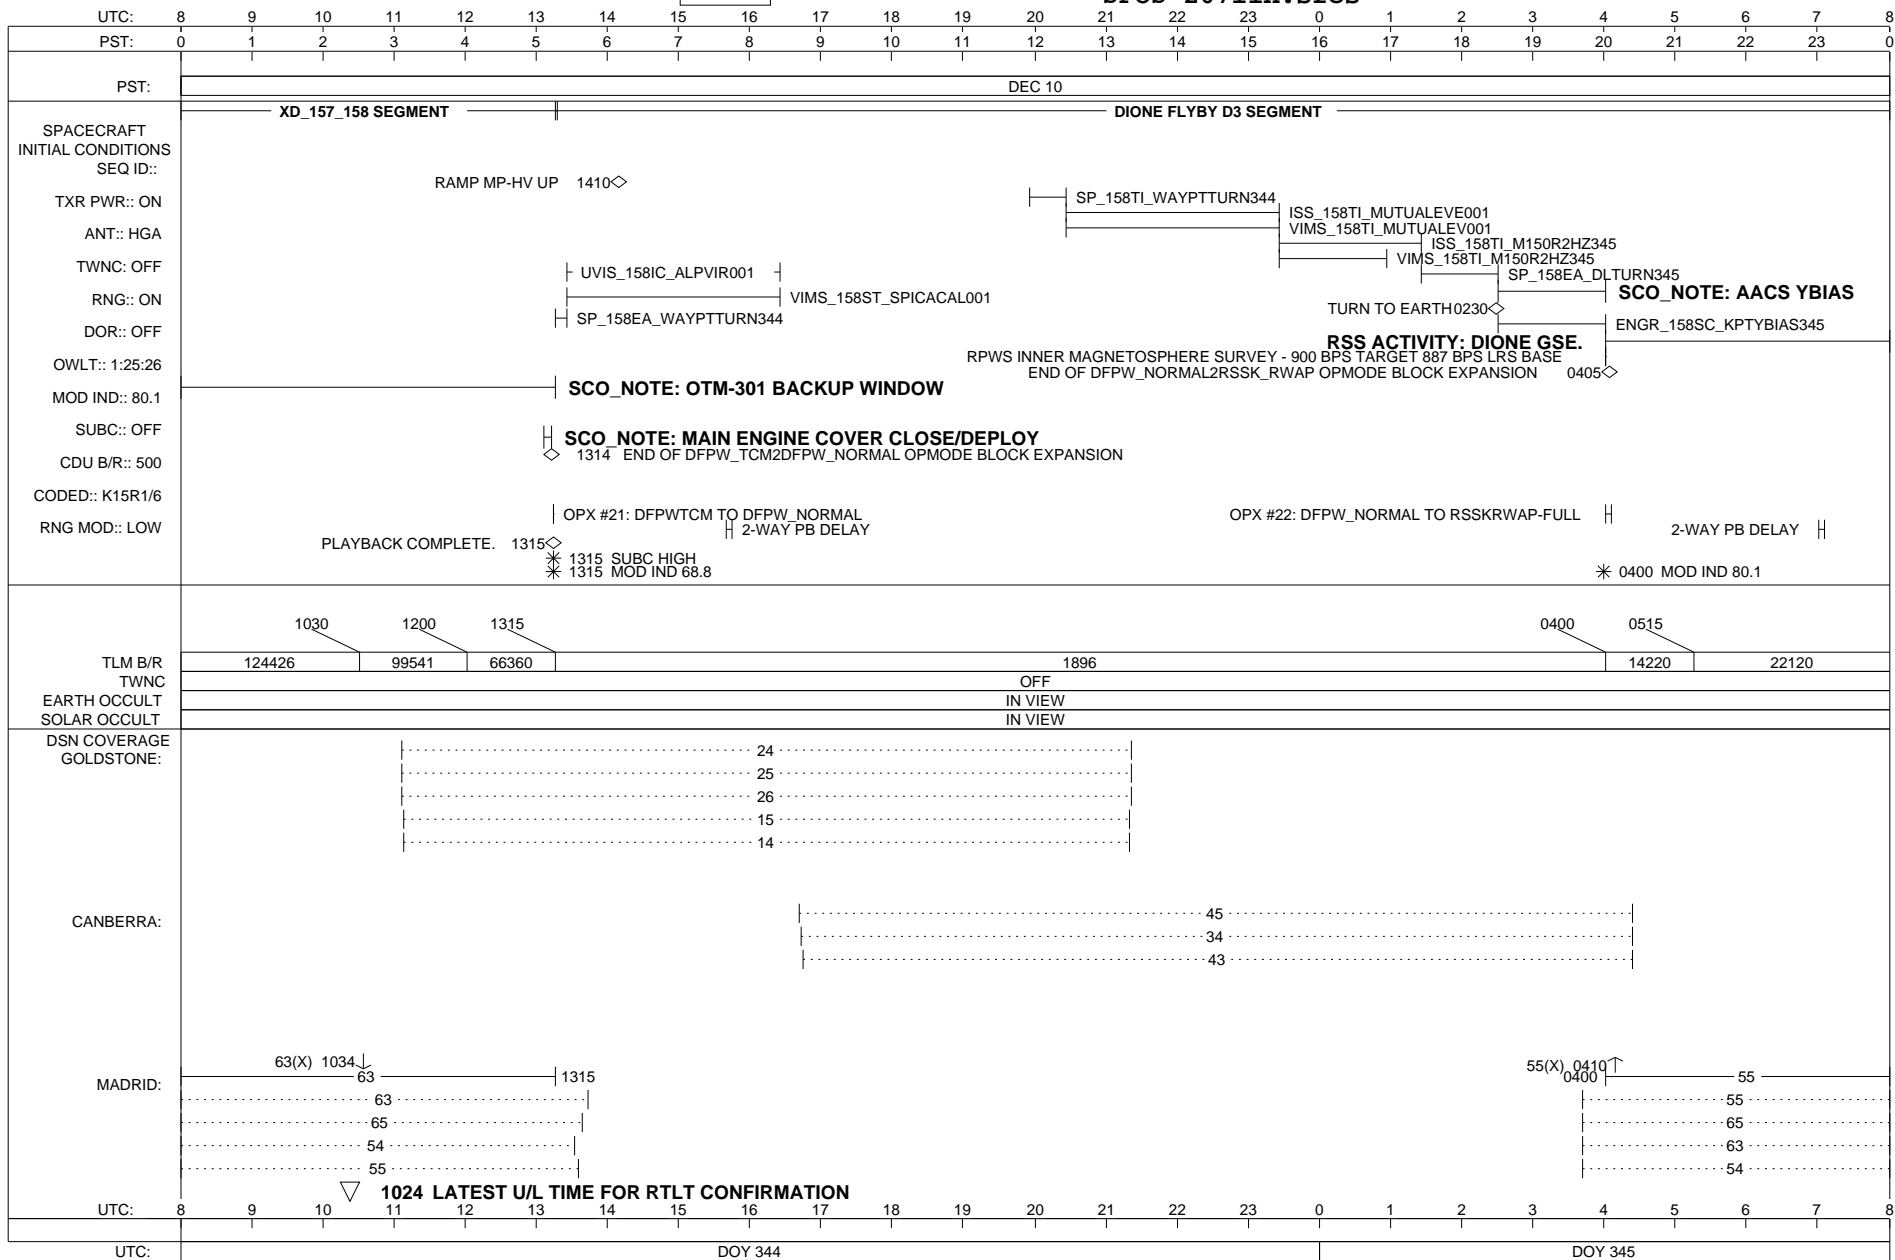 UTC: 8 9 10 11 12 13 14 15 16 17 18 19 20 21 22 23 0 1 2 3 4 5 6 7 8
PST: 0 1 2 3 4 5 6 7 8 9 10 11 12 13 14 15 16 17 18 19 20 21 22 23 0
PST: DEC 10
XD_157_158 SEGMENT DIONE FLYBY D3 SEGMENT
SPACECRAFT
INITIAL CONDITIONS
SEQ ID::
RAMP MP-HV UP 1410
TXR PWR:: ON
SP_158TI_WAYPTTURN344
ISS_158TI_MUTUALEVE001
VIMS_158TI_MUTUALEV001
ANT:: HGA
ISS_158TI_M150R2HZ345
VIMS_158TI_M150R2HZ345
TWNC: OFF
UVIS_158IC_ALPVIR001
SP_158EA_DLTURN345
RNG:: ON
VIMS_158ST_SPICACAL001
SCO_NOTE: AACS YBIAS
TURN TO EARTH0230
SP_158EA_WAYPTTURN344
ENGR_158SC_KPTYBIAS345
DOR:: OFF
RSS ACTIVITY: DIONE GSE.
RPWS INNER MAGNETOSPHERE SURVEY - 900 BPS TARGET 887 BPS LRS BASE
OWLT:: 1:25:26
END OF DFPW_NORMAL2RSSK_RWAP OPMODE BLOCK EXPANSION 0405
SCO_NOTE: OTM-301 BACKUP WINDOW
MOD IND:: 80.1
SUBC:: OFF
SCO_NOTE: MAIN ENGINE COVER CLOSE/DEPLOY
1314 END OF DFPW_TCM2DFPW_NORMAL OPMODE BLOCK EXPANSION
CDU B/R:: 500
CODED:: K15R1/6
OPX #21: DFPWTCM TO DFPW_NORMAL OPX #22: DFPW_NORMAL TO RSSKRWAP-FULL
RNG MOD:: LOW
2-WAY PB DELAY 2-WAY PB DELAY
PLAYBACK COMPLETE. 1315
1315 SUBC HIGH
1315 MOD IND 68.8 0400 MOD IND 80.1
1030 1200 1315 0400 0515
TLM B/R 124426 99541 66360 1896 14220 22120
TWNC OFF
EARTH OCCULT IN VIEW
SOLAR OCCULT IN VIEW
DSN COVERAGE
GOLDSTONE:
24
25
26
15
14
CANBERRA:
45
34
43
63(X) 1034 55(X) 0410
MADRID: 63 1315 0400 55
63 55
65 65
54 63
55 54
1024 LATEST U/L TIME FOR RTLT CONFIRMATION
UTC: 8 9 10 11 12 13 14 15 16 17 18 19 20 21 22 23 0 1 2 3 4 5 6 7 8
UTC: DOY 344 DOY 345